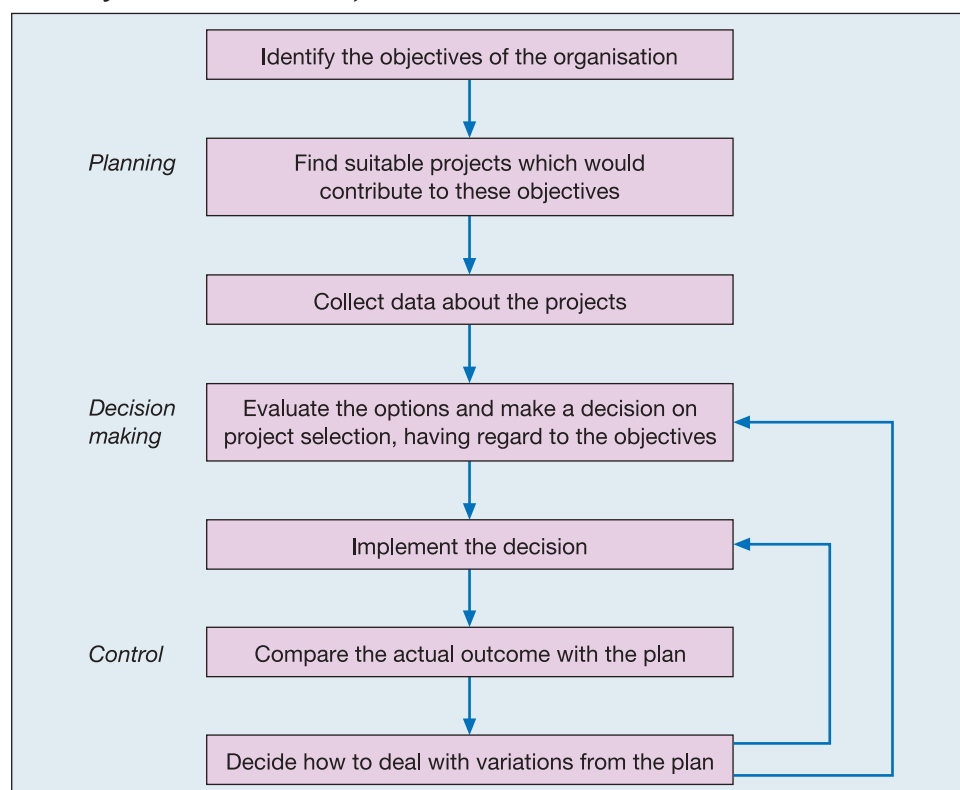 Identify the objectives of the organisation
Planning
Find suitable projects which would
contribute to these objectives
Collect data about the projects
Decision
making
Evaluate the options and make a decision on
project selection, having regard to the objectives
Implement the decision
Control
Compare the actual outcome with the plan
Decide how to deal with variations from the plan